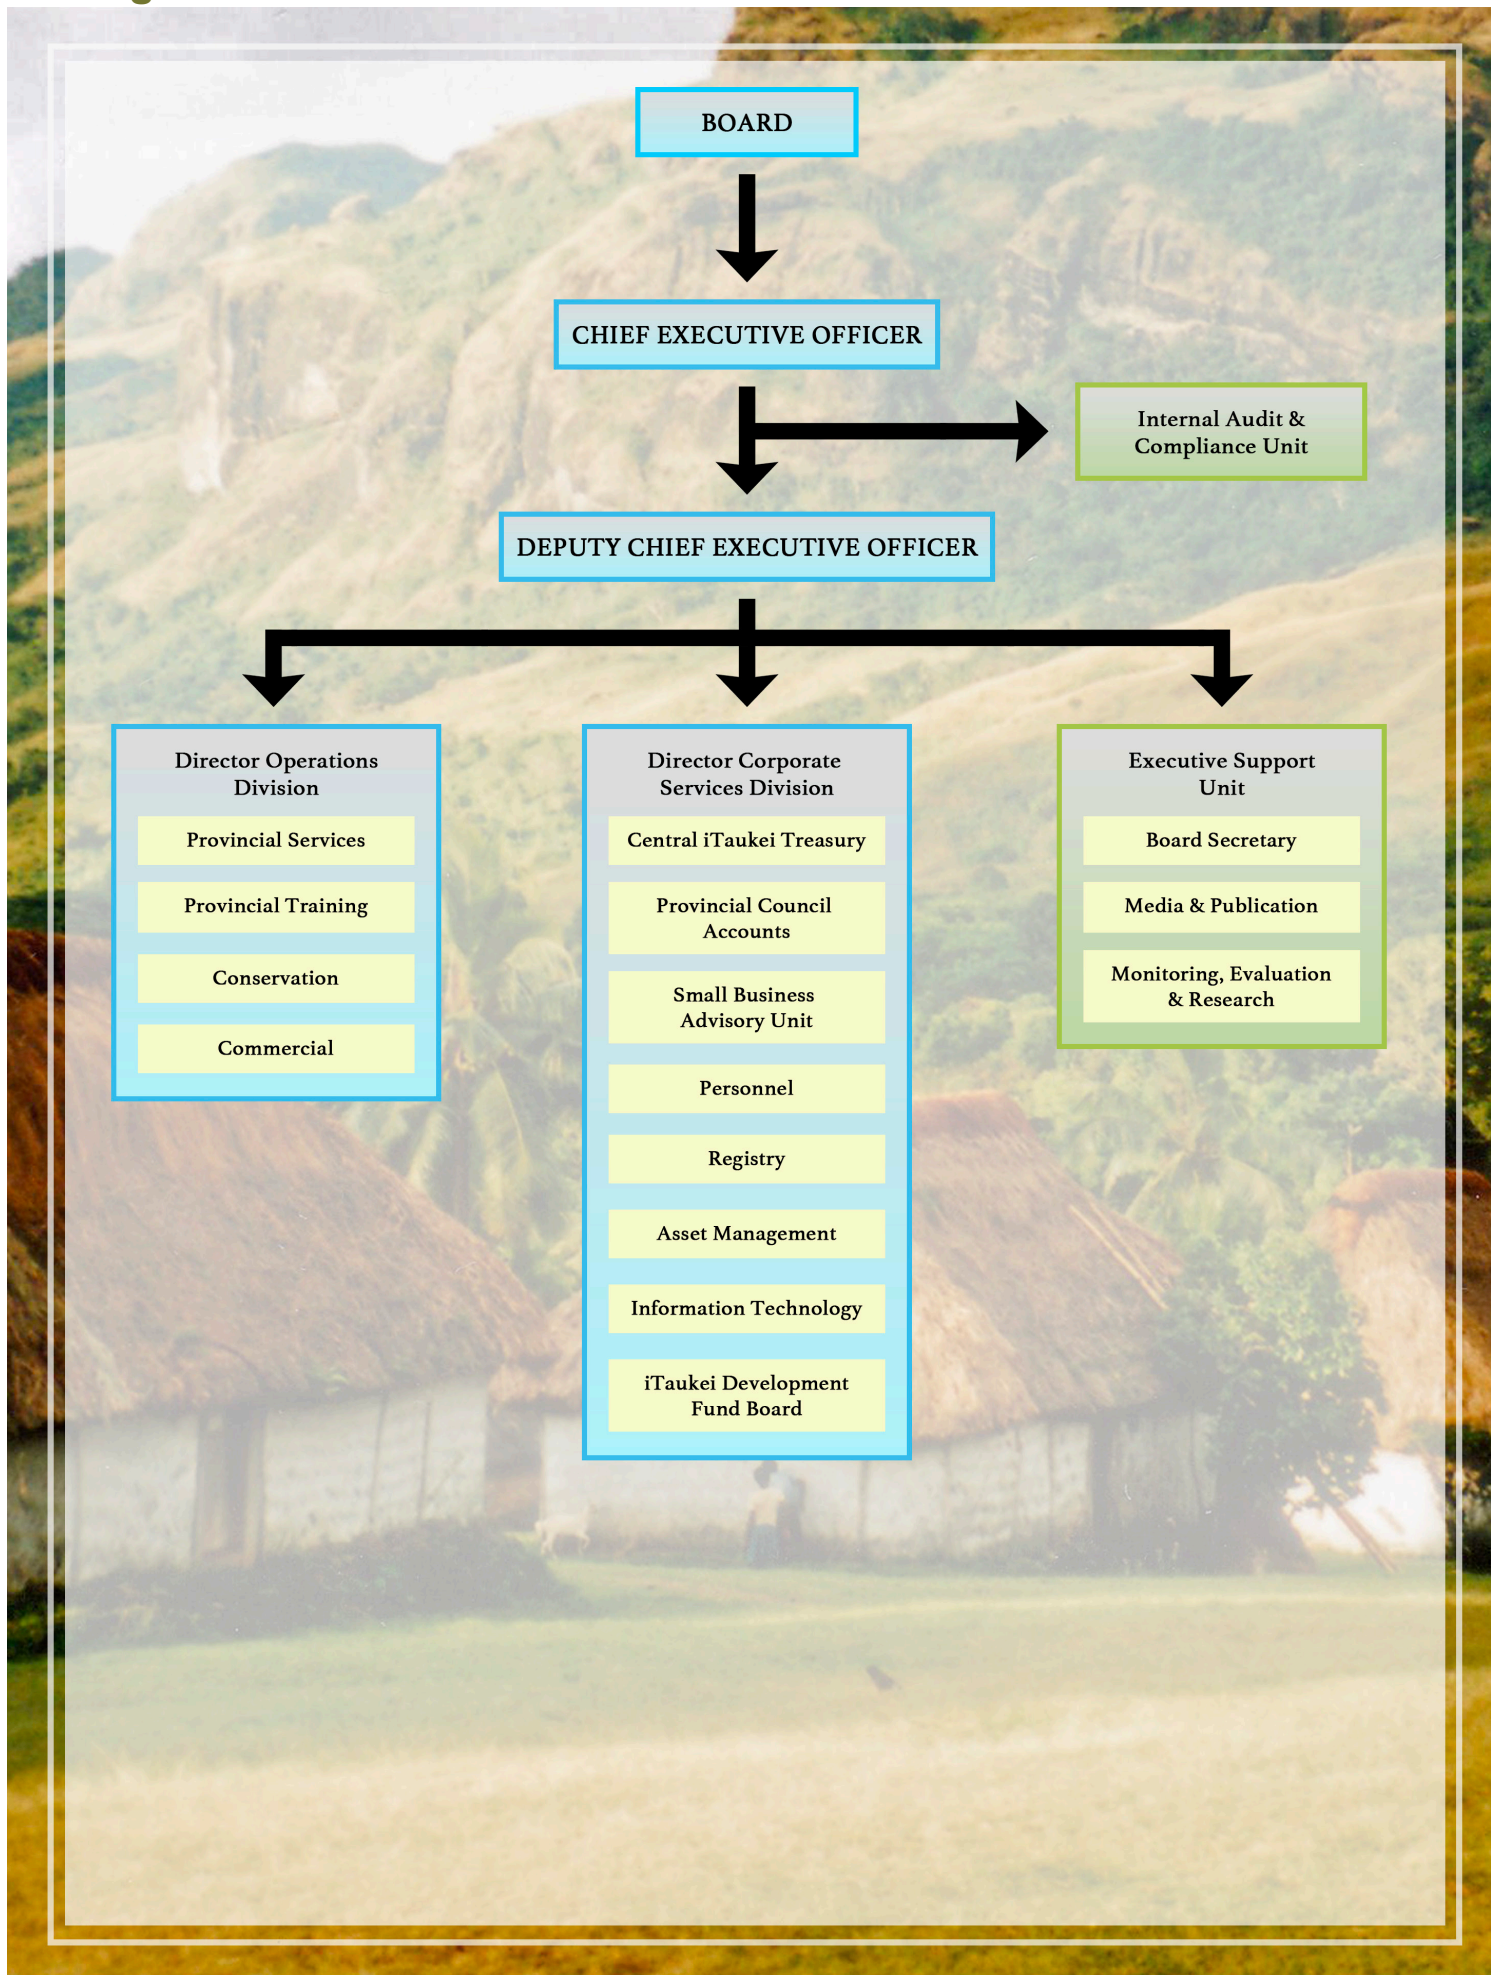 BOARD
CHIEF EXECUTIVE OFFICER
Internal Audit &
Compliance Unit
DEPUTY CHIEF EXECUTIVE OFFICER
Director Operations
Division
Provincial Services
Provincial Training
Conservation
Commercial
Director Corporate
Services Division
Central iTaukei Treasury
Provincial Council
Accounts
Small Business
Advisory Unit
Personnel
Registry
Asset Management
Information Technology
iTaukei Development
Fund Board
Executive Support
Unit
Board Secretary
Media & Publication
Monitoring, Evaluation
& Research